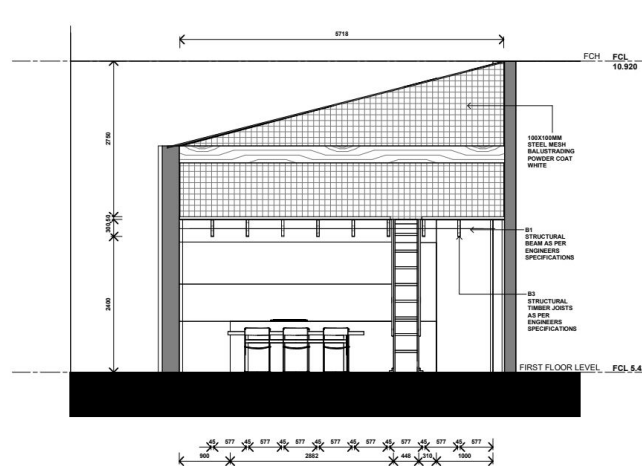 5718
FCH FCL
10.920
2750
100X100MM
STEEL MESH
BALUSTRADING
POWDER COAT
WHITE
50
300
B1
STRUCTURAL
BEAM AS PER
ENGINEERS
SPECIFICATIONS
2400
B3
STRUCTURAL
TIMBER JOISTS
AS PER
ENGINEERS
SPECIFICATIONS
FIRST FLOOR LEVEL FCL 5.4
45 577 45 577 45 577 45 577 45 577 45 577 45 577 45 577
900 2882 448 310 1000